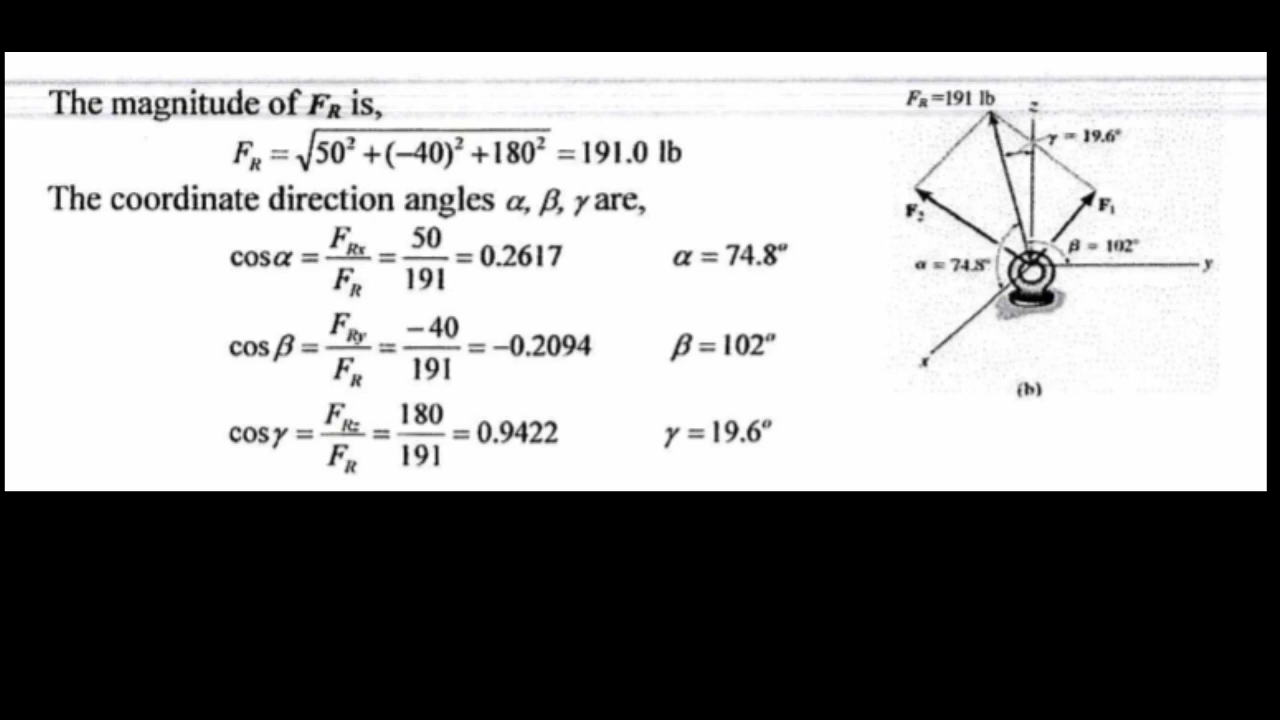 The magnitude of F_R is,
F_R = √(50² + (−40)² + 180²) = 191.0 lb
The coordinate direction angles α, β, γ are,
cos α = F_Rx / F_R = 50 / 191 = 0.2617    α = 74.8°
cos β = F_Ry / F_R = −40 / 191 = −0.2094    β = 102°
cos γ = F_Rz / F_R = 180 / 191 = 0.9422    γ = 19.6°
F_R = 191 lb
z
γ = 19.6°
F₂
F₁
β = 102°
α = 74.8°
y
x
(b)